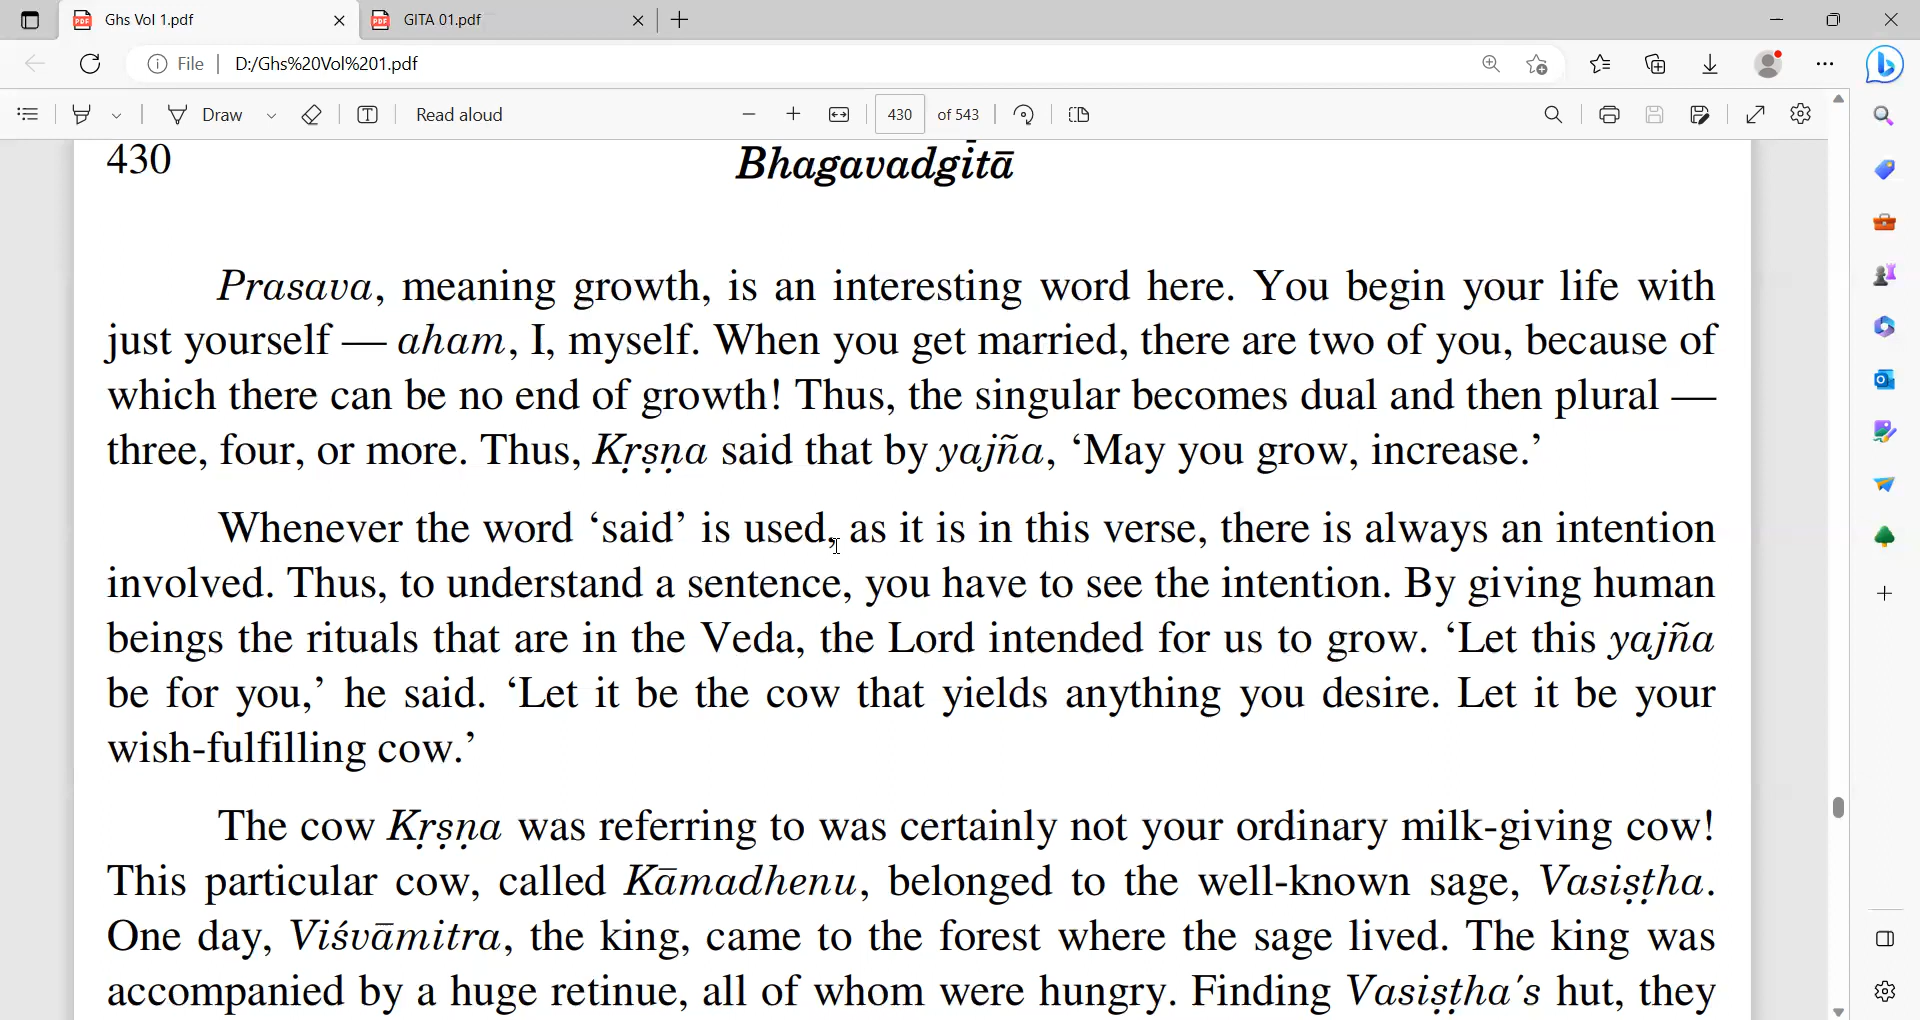 Ghs Vol 1.pdf
GITA 01.pdf
File
D:/Ghs%20Vol%201.pdf
Draw
Read aloud
430
of 543
430
Bhagavadgītā
Prasava, meaning growth, is an interesting word here. You begin your life with
just yourself — aham, I, myself. When you get married, there are two of you, because of
which there can be no end of growth! Thus, the singular becomes dual and then plural —
three, four, or more. Thus, Kṛṣṇa said that by yajña, ‘May you grow, increase.’
Whenever the word ‘said’ is used, as it is in this verse, there is always an intention
involved. Thus, to understand a sentence, you have to see the intention. By giving human
beings the rituals that are in the Veda, the Lord intended for us to grow. ‘Let this yajña
be for you,’ he said. ‘Let it be the cow that yields anything you desire. Let it be your
wish-fulfilling cow.’
The cow Kṛṣṇa was referring to was certainly not your ordinary milk-giving cow!
This particular cow, called Kāmadhenu, belonged to the well-known sage, Vasiṣṭha.
One day, Viśvāmitra, the king, came to the forest where the sage lived. The king was
accompanied by a huge retinue, all of whom were hungry. Finding Vasiṣṭha's hut, they